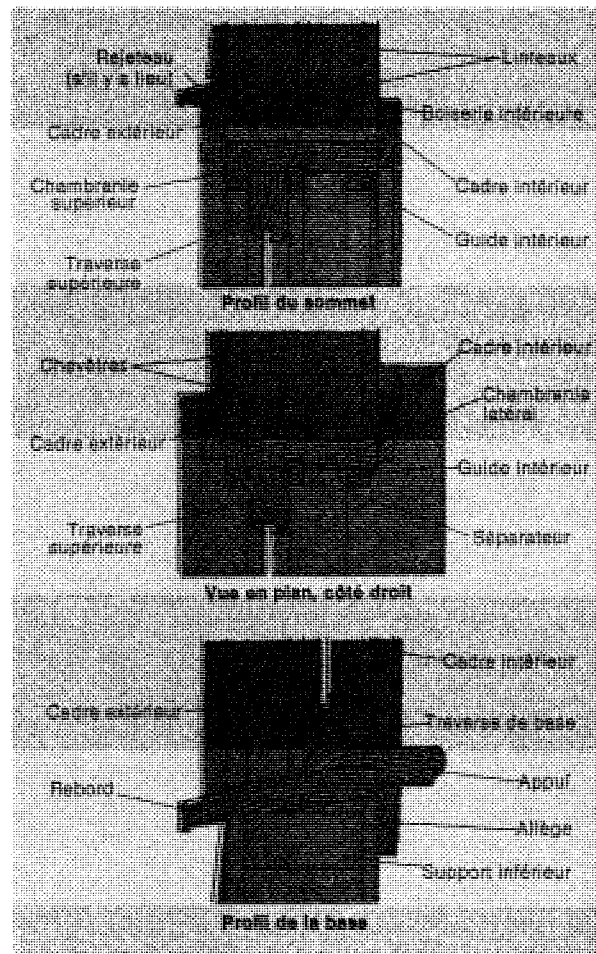 Rejeteau
(s'il y a lieu)
Cadre extérieur
Chambranle
supérieur
Traverse
supérieure
Linteaux
Boiserie intérieure
Cadre intérieur
Guide intérieur
Profil du sommet
Chevêtres
Cadre extérieur
Traverse
supérieure
Cadre intérieur
Chambranle
latéral
Guide intérieur
Séparateur
Vue en plan, côté droit
Cadre extérieur
Rebord
Cadre intérieur
Traverse de base
Appui
Allège
Support inférieur
Profil de la base